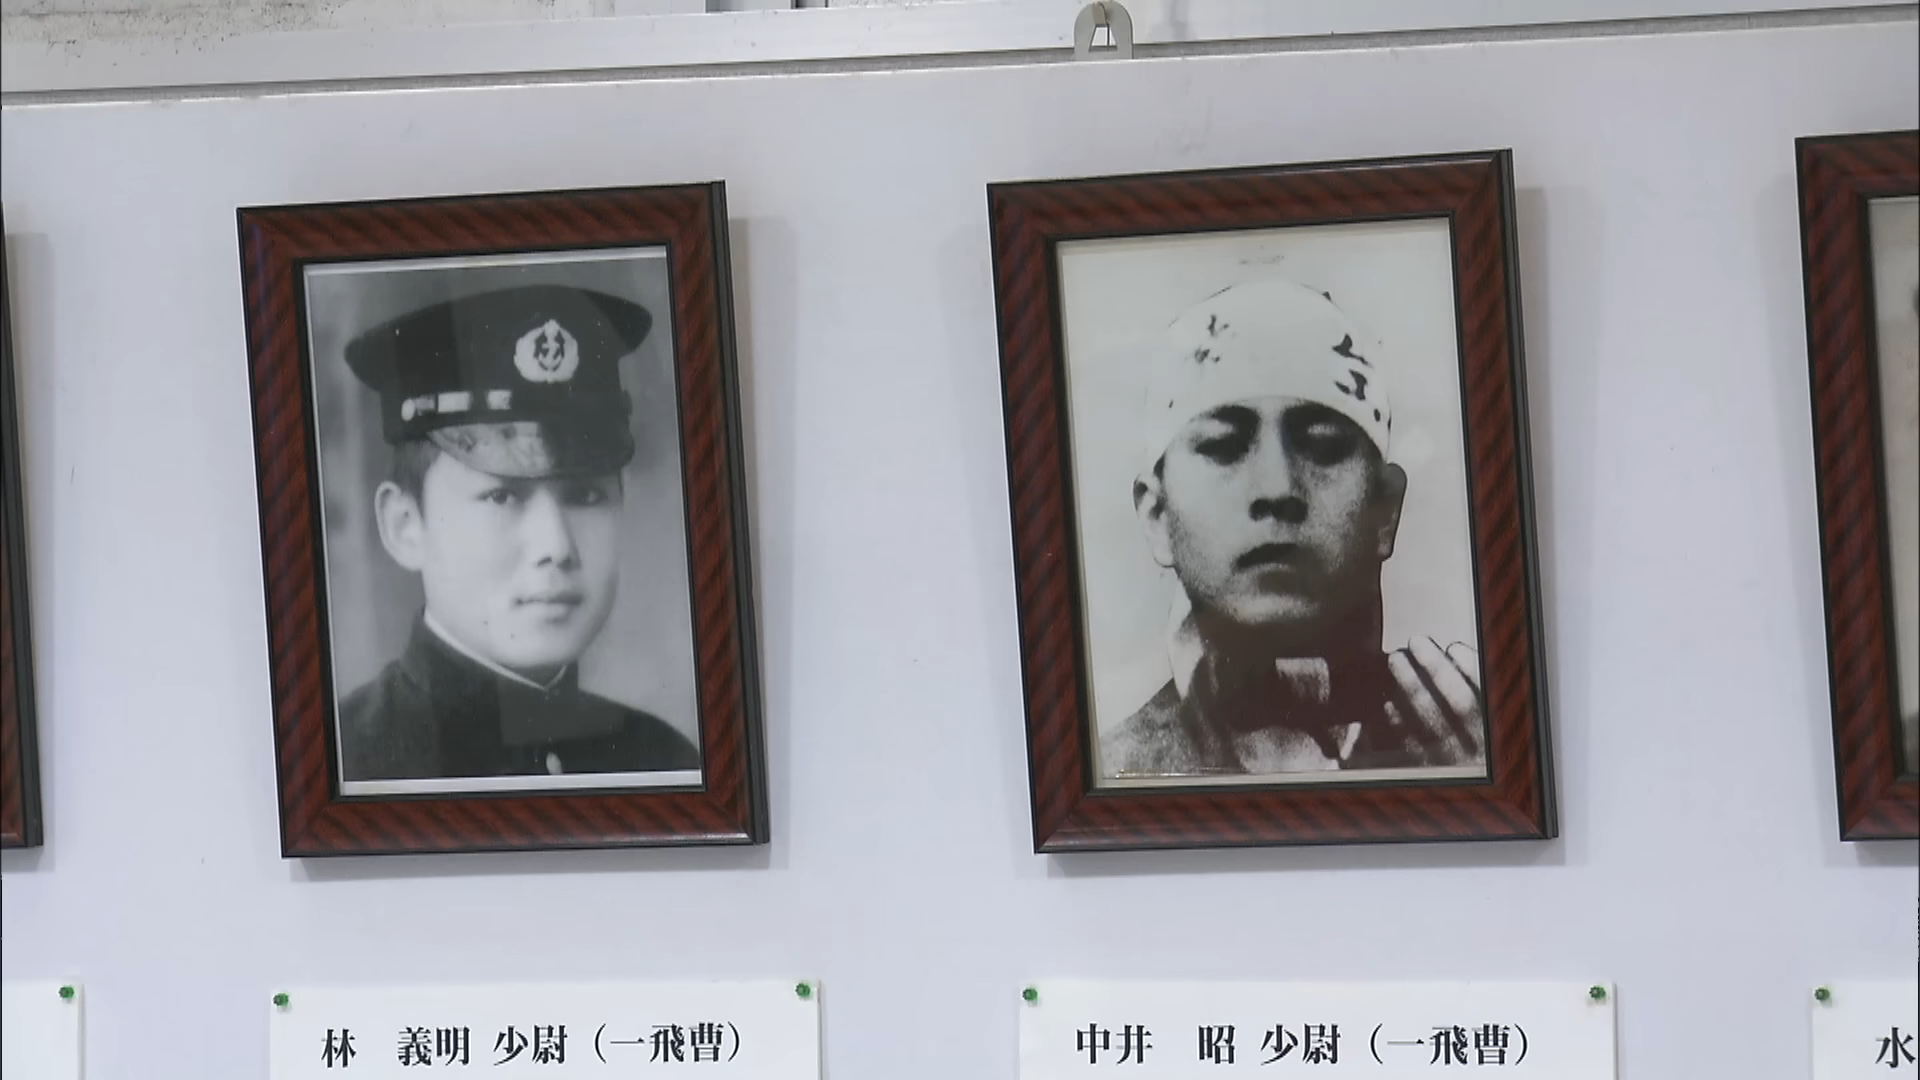 林　義明 少尉（一飛曹）
中井　昭 少尉（一飛曹）
水